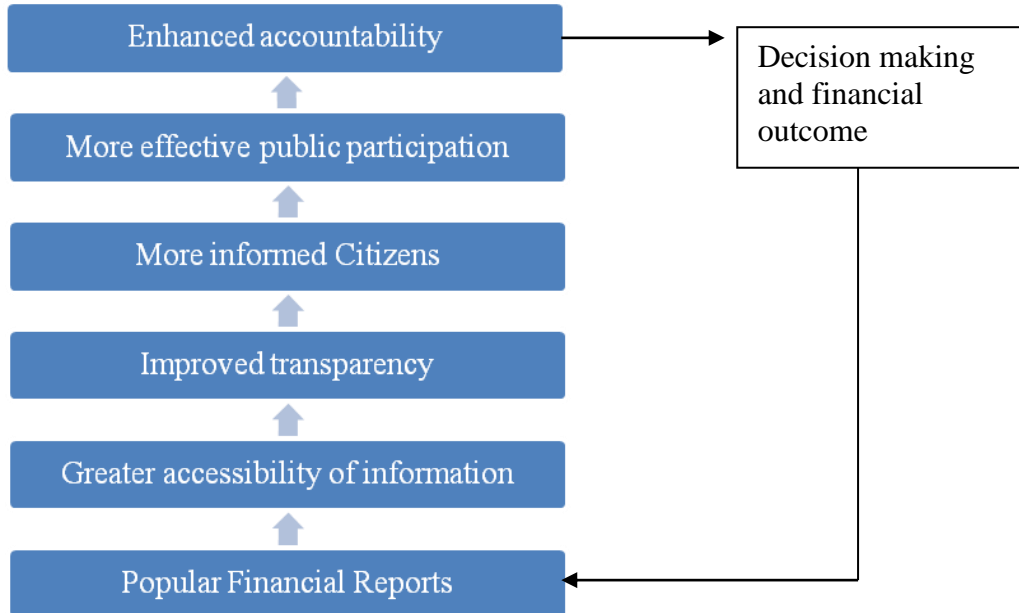 Enhanced accountability
Decision making
and financial
outcome
More effective public participation
More informed Citizens
Improved transparency
Greater accessibility of information
Popular Financial Reports